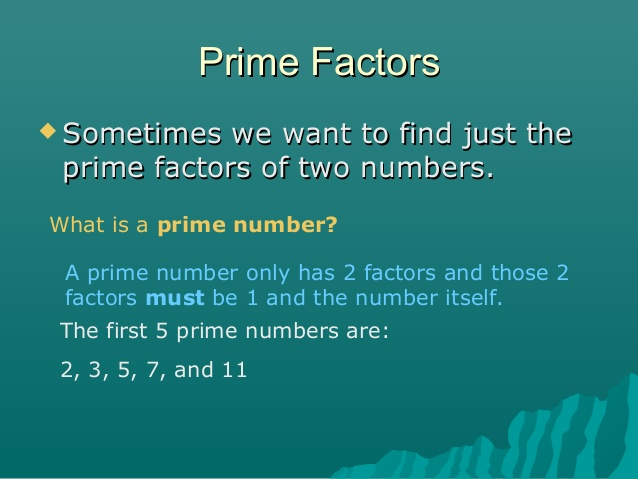 Prime Factors
Sometimes we want to find just the
prime factors of two numbers.
What is a prime number?
A prime number only has 2 factors and those 2
factors must be 1 and the number itself.
The first 5 prime numbers are:
2, 3, 5, 7, and 11